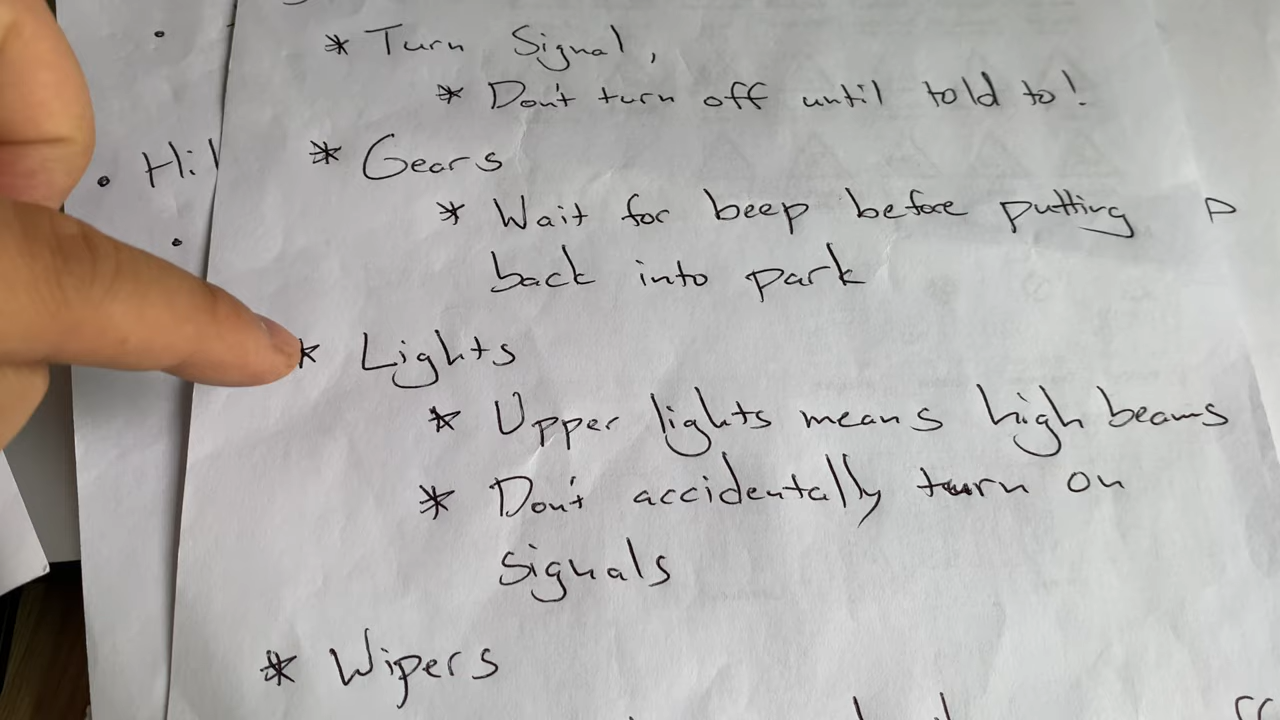 * Turn Signal,
* Don't turn off until told to!
• Hi!
* Gears
* Wait for beep before putting
back into park
* Lights
* Upper lights means high beams
* Don't accidentally turn on
signals
* Wipers